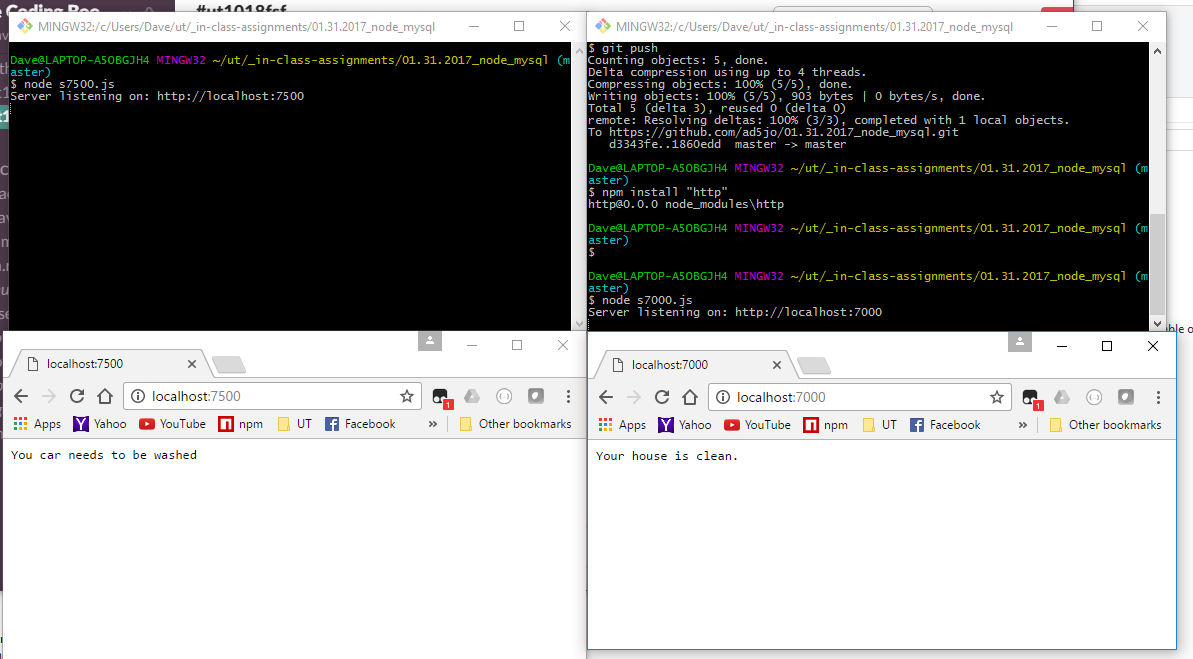 #ut1018fsf
MINGW32:/c/Users/Dave/ut/_in-class-assignments/01.31.2017_node_mysql
Dave@LAPTOP-A5OBGJH4 MINGW32 ~/ut/_in-class-assignments/01.31.2017_node_mysql (m
aster)
$ node s7500.js
Server listening on: http://localhost:7500
MINGW32:/c/Users/Dave/ut/_in-class-assignments/01.31.2017_node_mysql
$ git push
Counting objects: 5, done.
Delta compression using up to 4 threads.
Compressing objects: 100% (5/5), done.
Writing objects: 100% (5/5), 903 bytes | 0 bytes/s, done.
Total 5 (delta 3), reused 0 (delta 0)
remote: Resolving deltas: 100% (3/3), completed with 1 local objects.
To https://github.com/ad5jo/01.31.2017_node_mysql.git
   d3343fe..1860edd  master -> master
Dave@LAPTOP-A5OBGJH4 MINGW32 ~/ut/_in-class-assignments/01.31.2017_node_mysql (m
aster)
$ npm install "http"
http@0.0.0 node_modules\http
Dave@LAPTOP-A5OBGJH4 MINGW32 ~/ut/_in-class-assignments/01.31.2017_node_mysql (m
aster)
$
Dave@LAPTOP-A5OBGJH4 MINGW32 ~/ut/_in-class-assignments/01.31.2017_node_mysql (m
aster)
$ node s7000.js
Server listening on: http://localhost:7000
localhost:7500
localhost:7500
1
Apps Yahoo YouTube npm UT Facebook » Other bookmarks
You car needs to be washed
localhost:7000
localhost:7000
1
Apps Yahoo YouTube npm UT Facebook » Other bookmarks
Your house is clean.